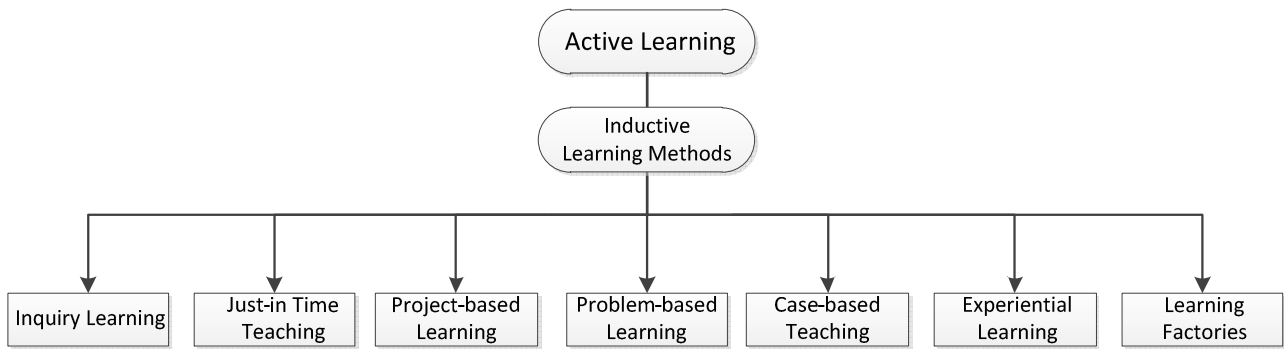 Active Learning
Inductive
Learning Methods
Inquiry Learning
Just-in Time
Teaching
Project-based
Learning
Problem-based
Learning
Case-based
Teaching
Experiential
Learning
Learning
Factories